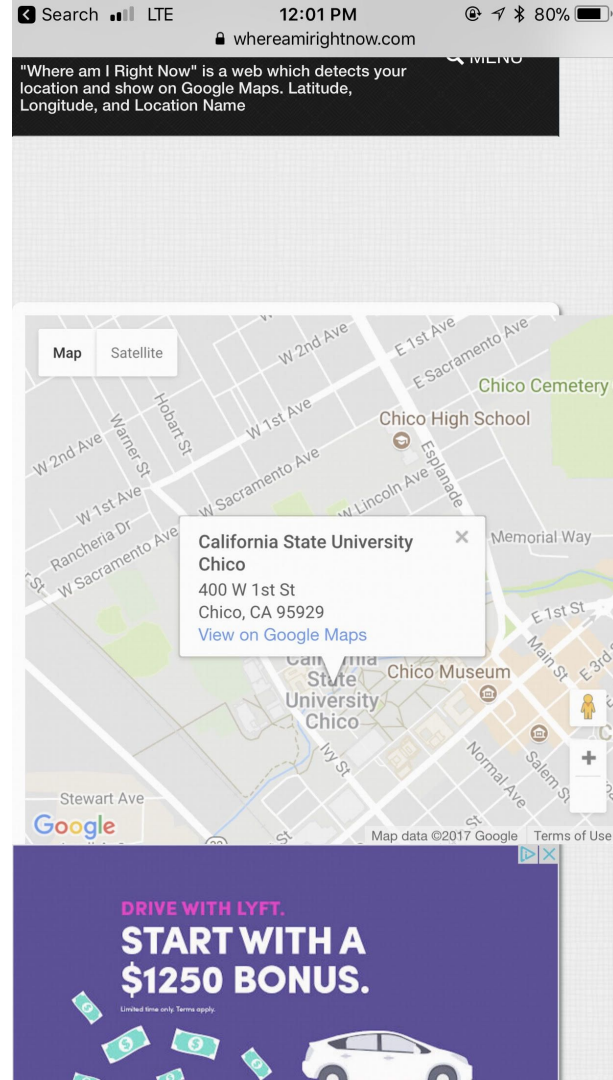 Search LTE 12:01 PM 80%
whereamirightnow.com
MENU
"Where am I Right Now" is a web which detects your
location and show on Google Maps. Latitude,
Longitude, and Location Name
Map Satellite
W 2nd Ave
E 1st Ave
E Sacramento Ave
Chico Cemetery
Hobart St
Warner St
W 1st Ave
Chico High School
Esplanade
W 2nd Ave
W Sacramento Ave
W Lincoln Ave
W 1st Ave
Rancheria Dr
W Sacramento Ave
St
Memorial Way
California State University
Chico
400 W 1st St
Chico, CA 95929
View on Google Maps
E 1st St
Main St
E 3rd
State
University
Chico
Chico Museum
Ivy St
Normal Ave
Salem St
Stewart Ave
St
St
Google
Map data ©2017 Google Terms of Use
DRIVE WITH LYFT.
START WITH A
$1250 BONUS.
Limited time only. Terms apply.